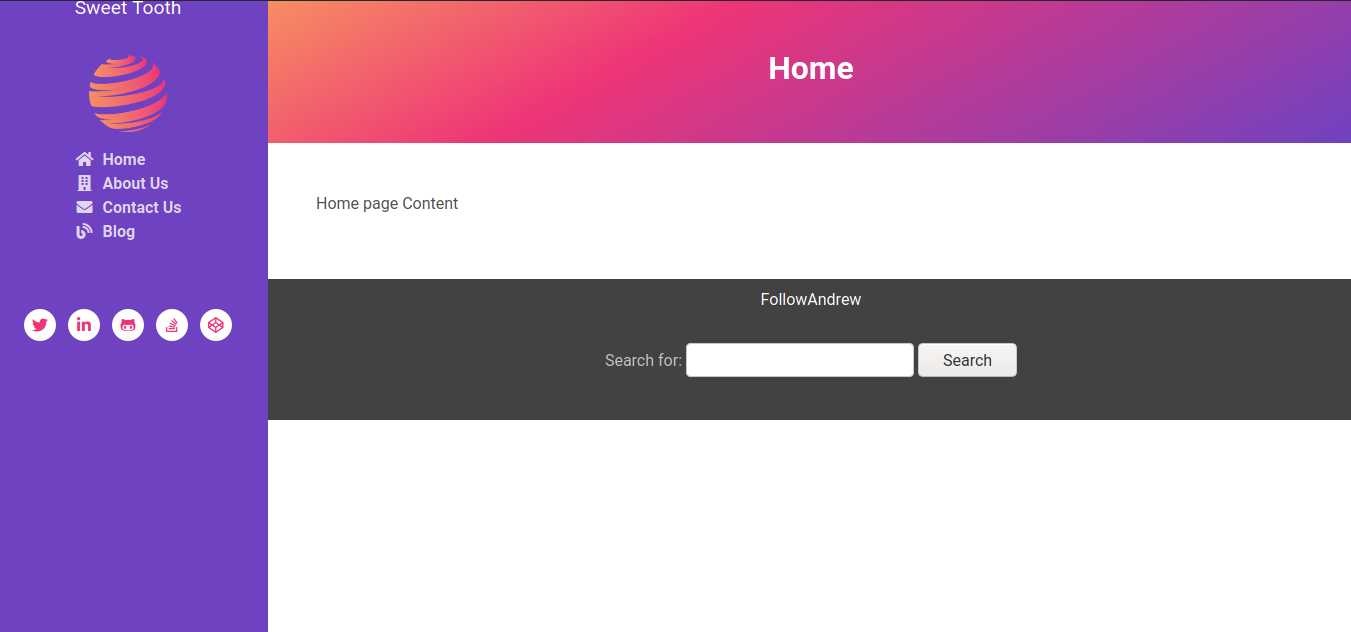 Sweet Tooth
Home
About Us
Contact Us
Blog
Home
Home page Content
FollowAndrew
Search for:
Search